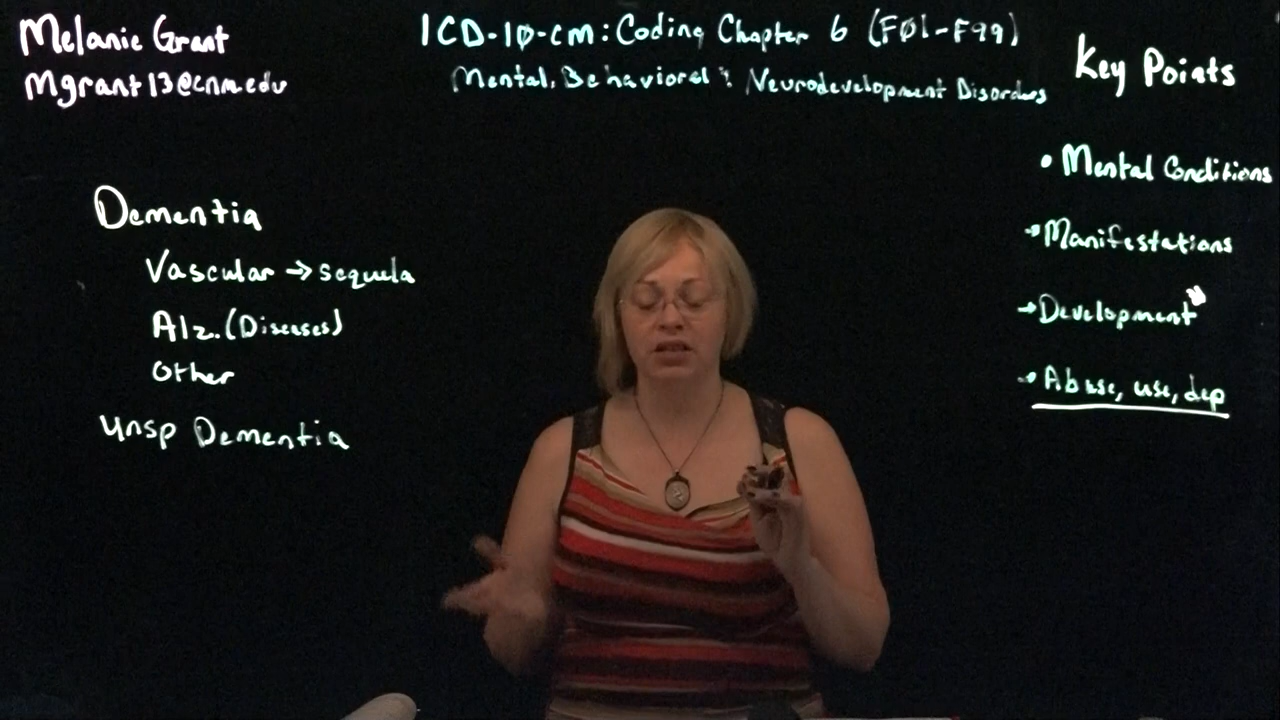 Melanie Grant
Mgrant13@cnm.edu
ICD-10-cm: Coding Chapter 6 (F01-F99)
Mental, Behavioral & Neurodevelopment Disorders
Key Points
• Mental Conditions
→ Manifestations
→ Development
→ Abuse, use, dep
Dementia
Vascular → sequela
Alz. (Diseases)
Other
Unsp Dementia